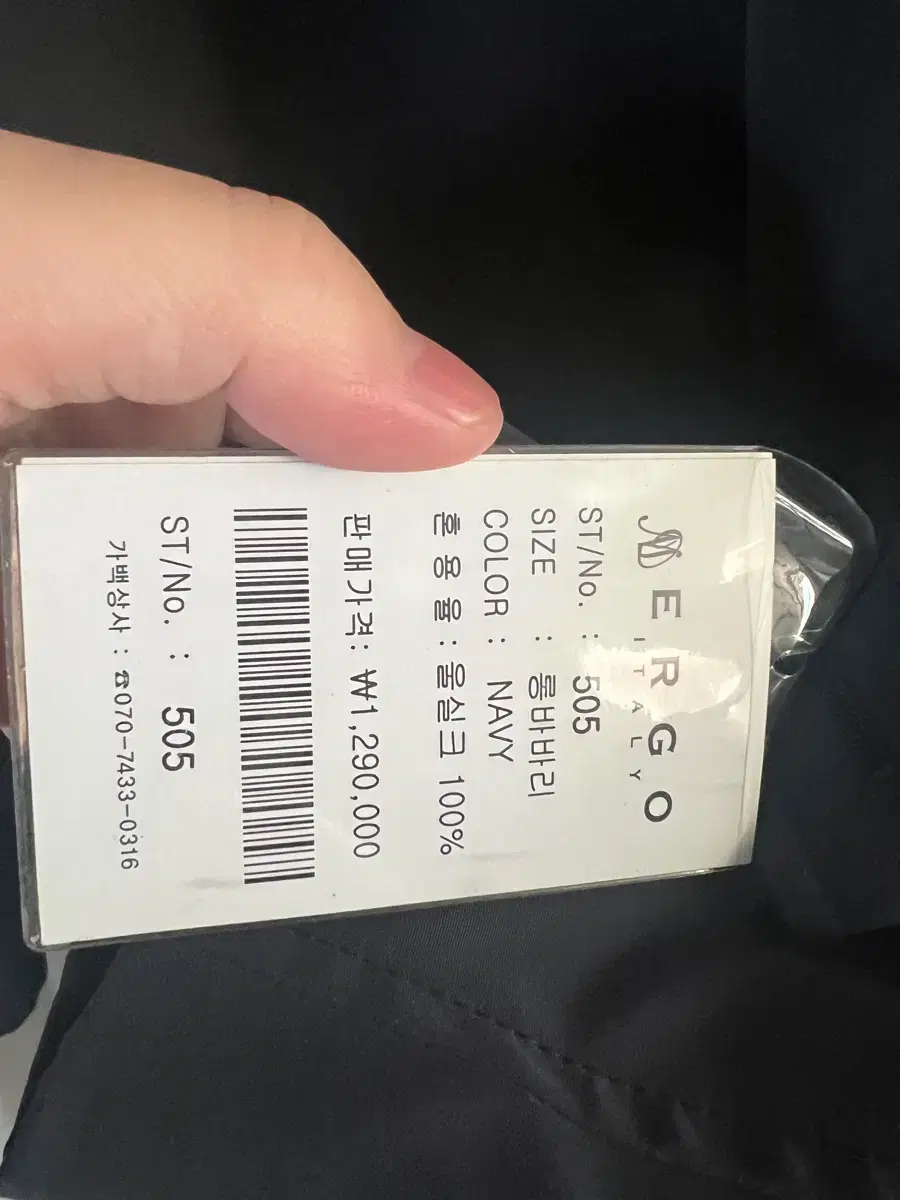 ERGO
ITALY
ST/No. : 505
SIZE : 롱바바리
COLOR : NAVY
혼용율 : 울실크 100%
판매가격: ₩1,290,000
ST/No. : 505
가백상사 : ☎070-7433-0316